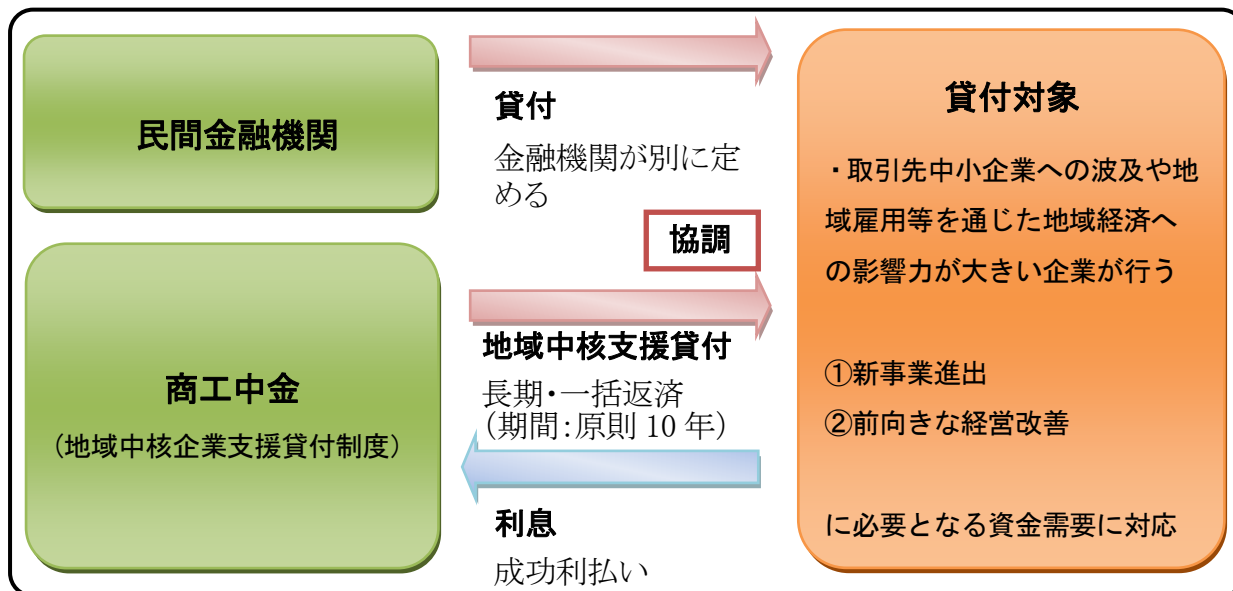 民間金融機関
貸付
金融機関が別に定
める
協調
商工中金
(地域中核企業支援貸付制度)
地域中核支援貸付
長期・一括返済
(期間:原則 10 年)
利息
成功利払い
貸付対象
・取引先中小企業への波及や地
域雇用等を通じた地域経済へ
の影響力が大きい企業が行う
①新事業進出
②前向きな経営改善
に必要となる資金需要に対応